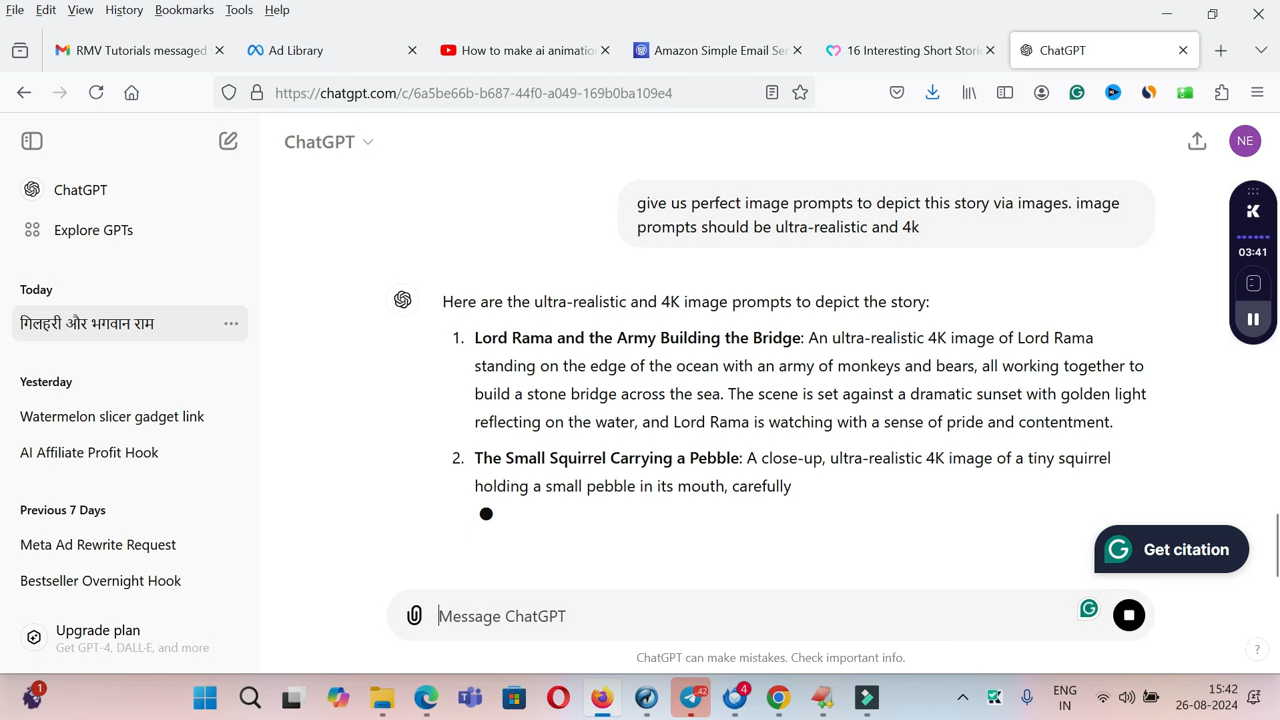 File Edit View History Bookmarks Tools Help
RMV Tutorials messaged
Ad Library
How to make ai animation
Amazon Simple Email Ser
16 Interesting Short Stori
ChatGPT
https://chatgpt.com/c/6a5be66b-b687-44f0-a049-169b0ba109e4
ChatGPT
NE
ChatGPT
Explore GPTs
Today
गिलहरी और भगवान राम
Yesterday
Watermelon slicer gadget link
AI Affiliate Profit Hook
Previous 7 Days
Meta Ad Rewrite Request
Bestseller Overnight Hook
Upgrade plan
Get GPT-4, DALL·E, and more
give us perfect image prompts to depict this story via images. image
prompts should be ultra-realistic and 4k
Here are the ultra-realistic and 4K image prompts to depict the story:
1. Lord Rama and the Army Building the Bridge: An ultra-realistic 4K image of Lord Rama
standing on the edge of the ocean with an army of monkeys and bears, all working together to
build a stone bridge across the sea. The scene is set against a dramatic sunset with golden light
reflecting on the water, and Lord Rama is watching with a sense of pride and contentment.
2. The Small Squirrel Carrying a Pebble: A close-up, ultra-realistic 4K image of a tiny squirrel
holding a small pebble in its mouth, carefully
03:41
Get citation
Message ChatGPT
ChatGPT can make mistakes. Check important info.
?
1
42
4
ENG
IN
15:42
26-08-2024